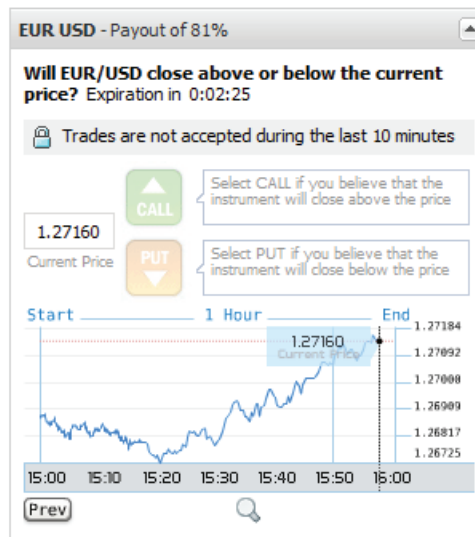 EUR USD - Payout of 81%
Will EUR/USD close above or below the current
price? Expiration in 0:02:25
Trades are not accepted during the last 10 minutes
CALL
Select CALL if you believe that the
instrument will close above the price
1.27160
Current Price
PUT
Select PUT if you believe that the
instrument will close below the price
Start 1 Hour End
1.27184
1.27160
Current Price
1.27092
1.27000
1.26909
1.26817
1.26725
15:00 15:10 15:20 15:30 15:40 15:50 15:00
Prev